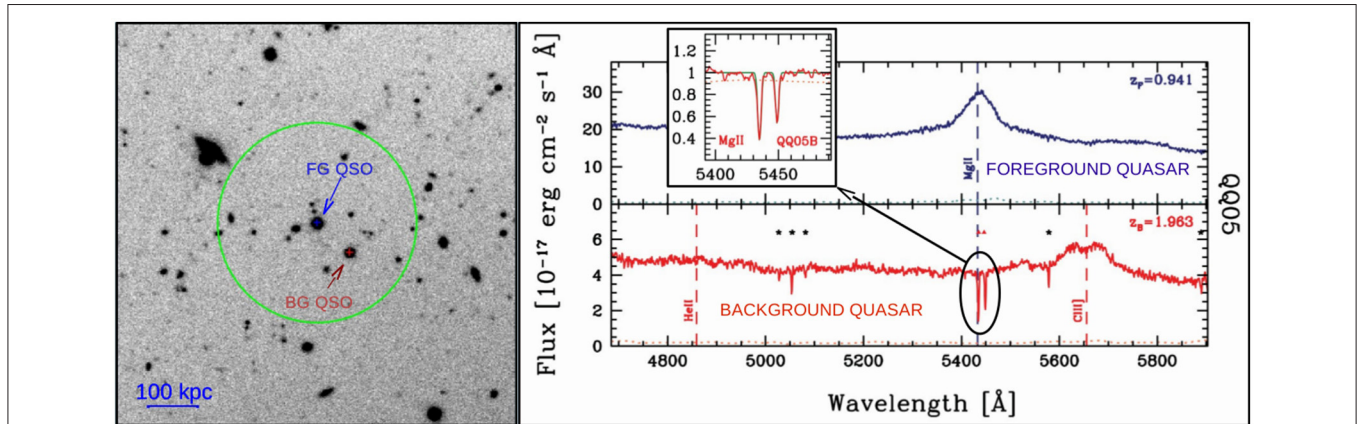 FG QSO
BG QSO
100 kpc
Flux [10⁻¹⁷ erg cm⁻² s⁻¹ Å]
1.2
1
0.8
0.6
0.4
MgII
QQ05B
5400
5450
30
20
10
0
z_F=0.941
MgII
FOREGROUND QUASAR
QQ05
6
4
2
0
z_B=1.963
HeII
BACKGROUND QUASAR
CIII]
4800
5000
5200
5400
5600
5800
Wavelength [Å]